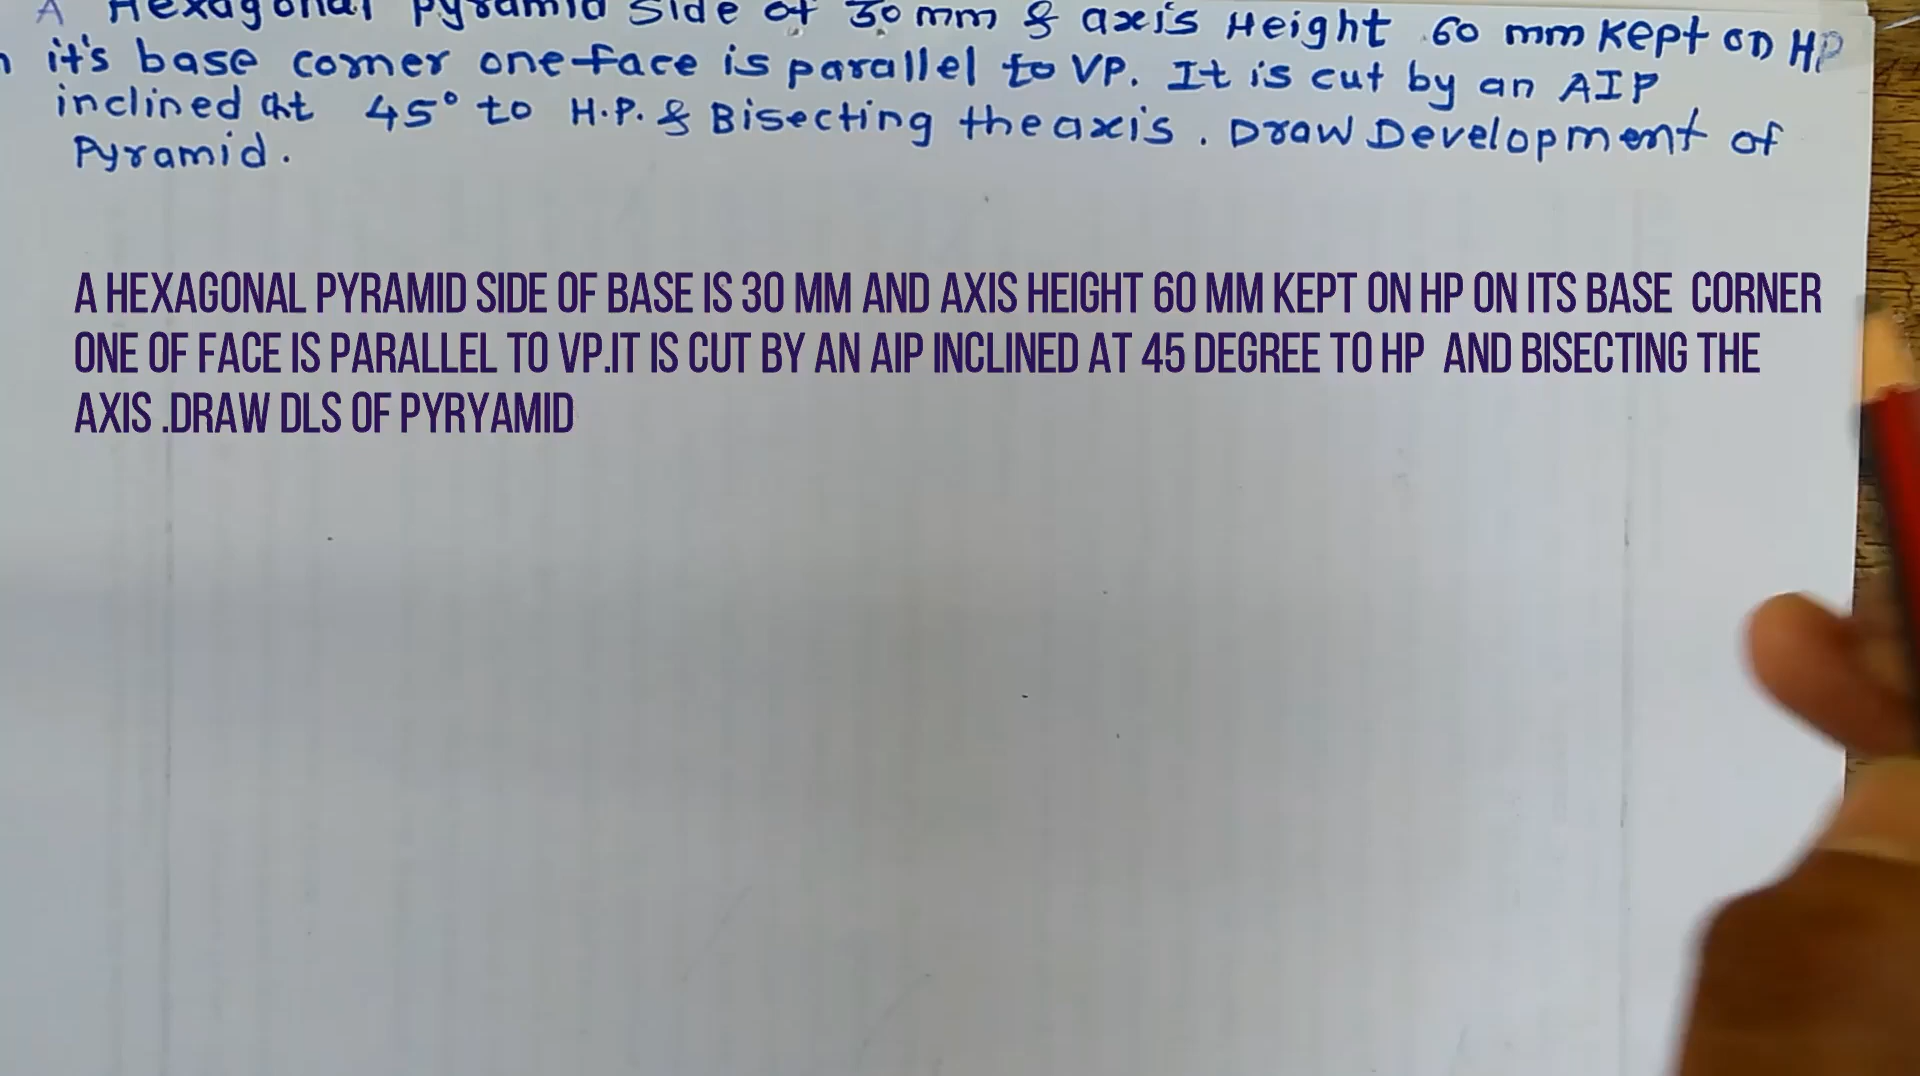 A Hexagonal pyramid side of 30 mm & axis Height 60 mm kept on HP
it's base corner one face is parallel to VP. It is cut by an AIP
inclined at 45° to H.P. & Bisecting the axis. Draw Development of
Pyramid.
A HEXAGONAL PYRAMID SIDE OF BASE IS 30 MM AND AXIS HEIGHT 60 MM KEPT ON HP ON ITS BASE CORNER
ONE OF FACE IS PARALLEL TO VP.IT IS CUT BY AN AIP INCLINED AT 45 DEGREE TO HP AND BISECTING THE
AXIS .DRAW DLS OF PYRYAMID